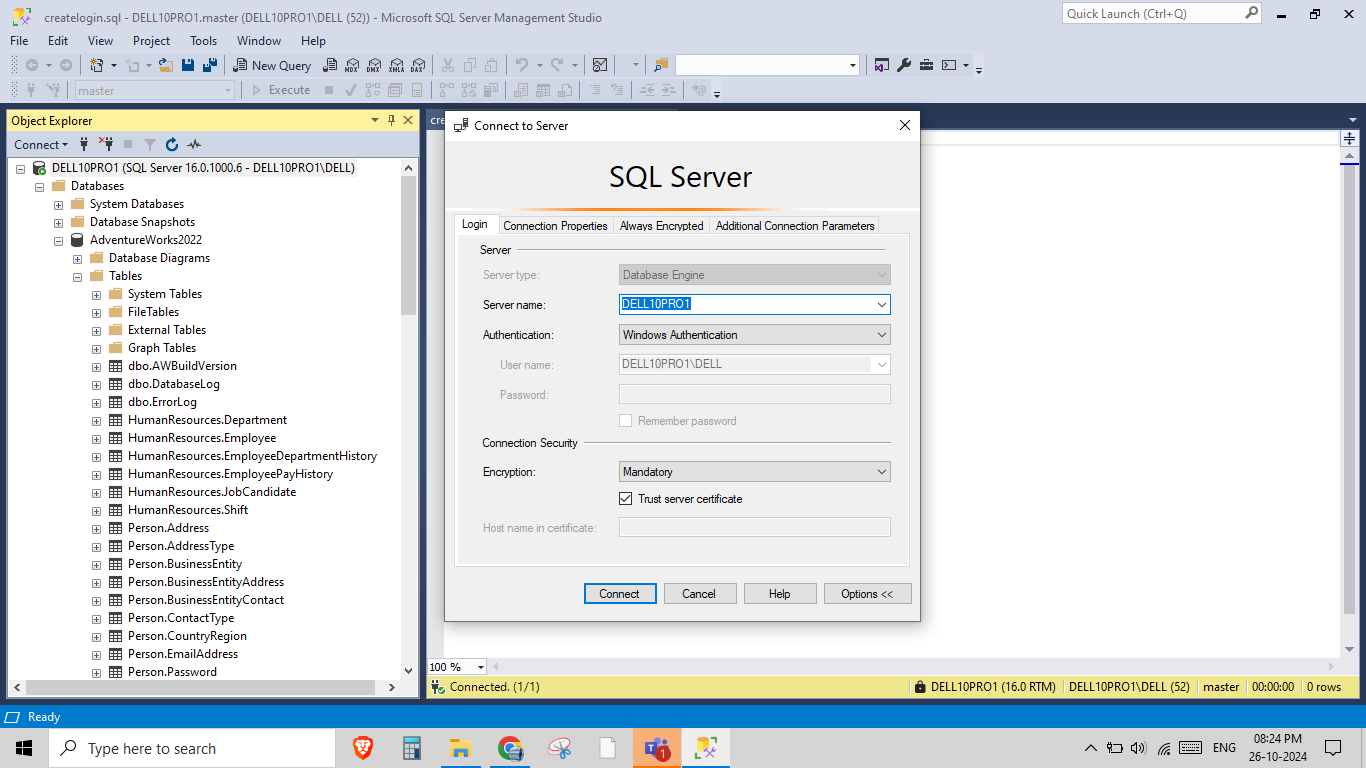 createlogin.sql - DELL10PRO1.master (DELL10PRO1\DELL (52)) - Microsoft SQL Server Management Studio
Quick Launch (Ctrl+Q)
File Edit View Project Tools Window Help
New Query MDX DMX XMLA DAX
master Execute
Object Explorer
Connect
DELL10PRO1 (SQL Server 16.0.1000.6 - DELL10PRO1\DELL)
Databases
System Databases
Database Snapshots
AdventureWorks2022
Database Diagrams
Tables
System Tables
FileTables
External Tables
Graph Tables
dbo.AWBuildVersion
dbo.DatabaseLog
dbo.ErrorLog
HumanResources.Department
HumanResources.Employee
HumanResources.EmployeeDepartmentHistory
HumanResources.EmployeePayHistory
HumanResources.JobCandidate
HumanResources.Shift
Person.Address
Person.AddressType
Person.BusinessEntity
Person.BusinessEntityAddress
Person.BusinessEntityContact
Person.ContactType
Person.CountryRegion
Person.EmailAddress
Person.Password
cre
Connect to Server
SQL Server
Login Connection Properties Always Encrypted Additional Connection Parameters
Server
Server type: Database Engine
Server name: DELL10PRO1
Authentication: Windows Authentication
User name: DELL10PRO1\DELL
Password:
Remember password
Connection Security
Encryption: Mandatory
Trust server certificate
Host name in certificate:
Connect Cancel Help Options <<
100 %
Connected. (1/1) DELL10PRO1 (16.0 RTM) DELL10PRO1\DELL (52) master 00:00:00 0 rows
Ready
Type here to search
1
ENG
08:24 PM
26-10-2024